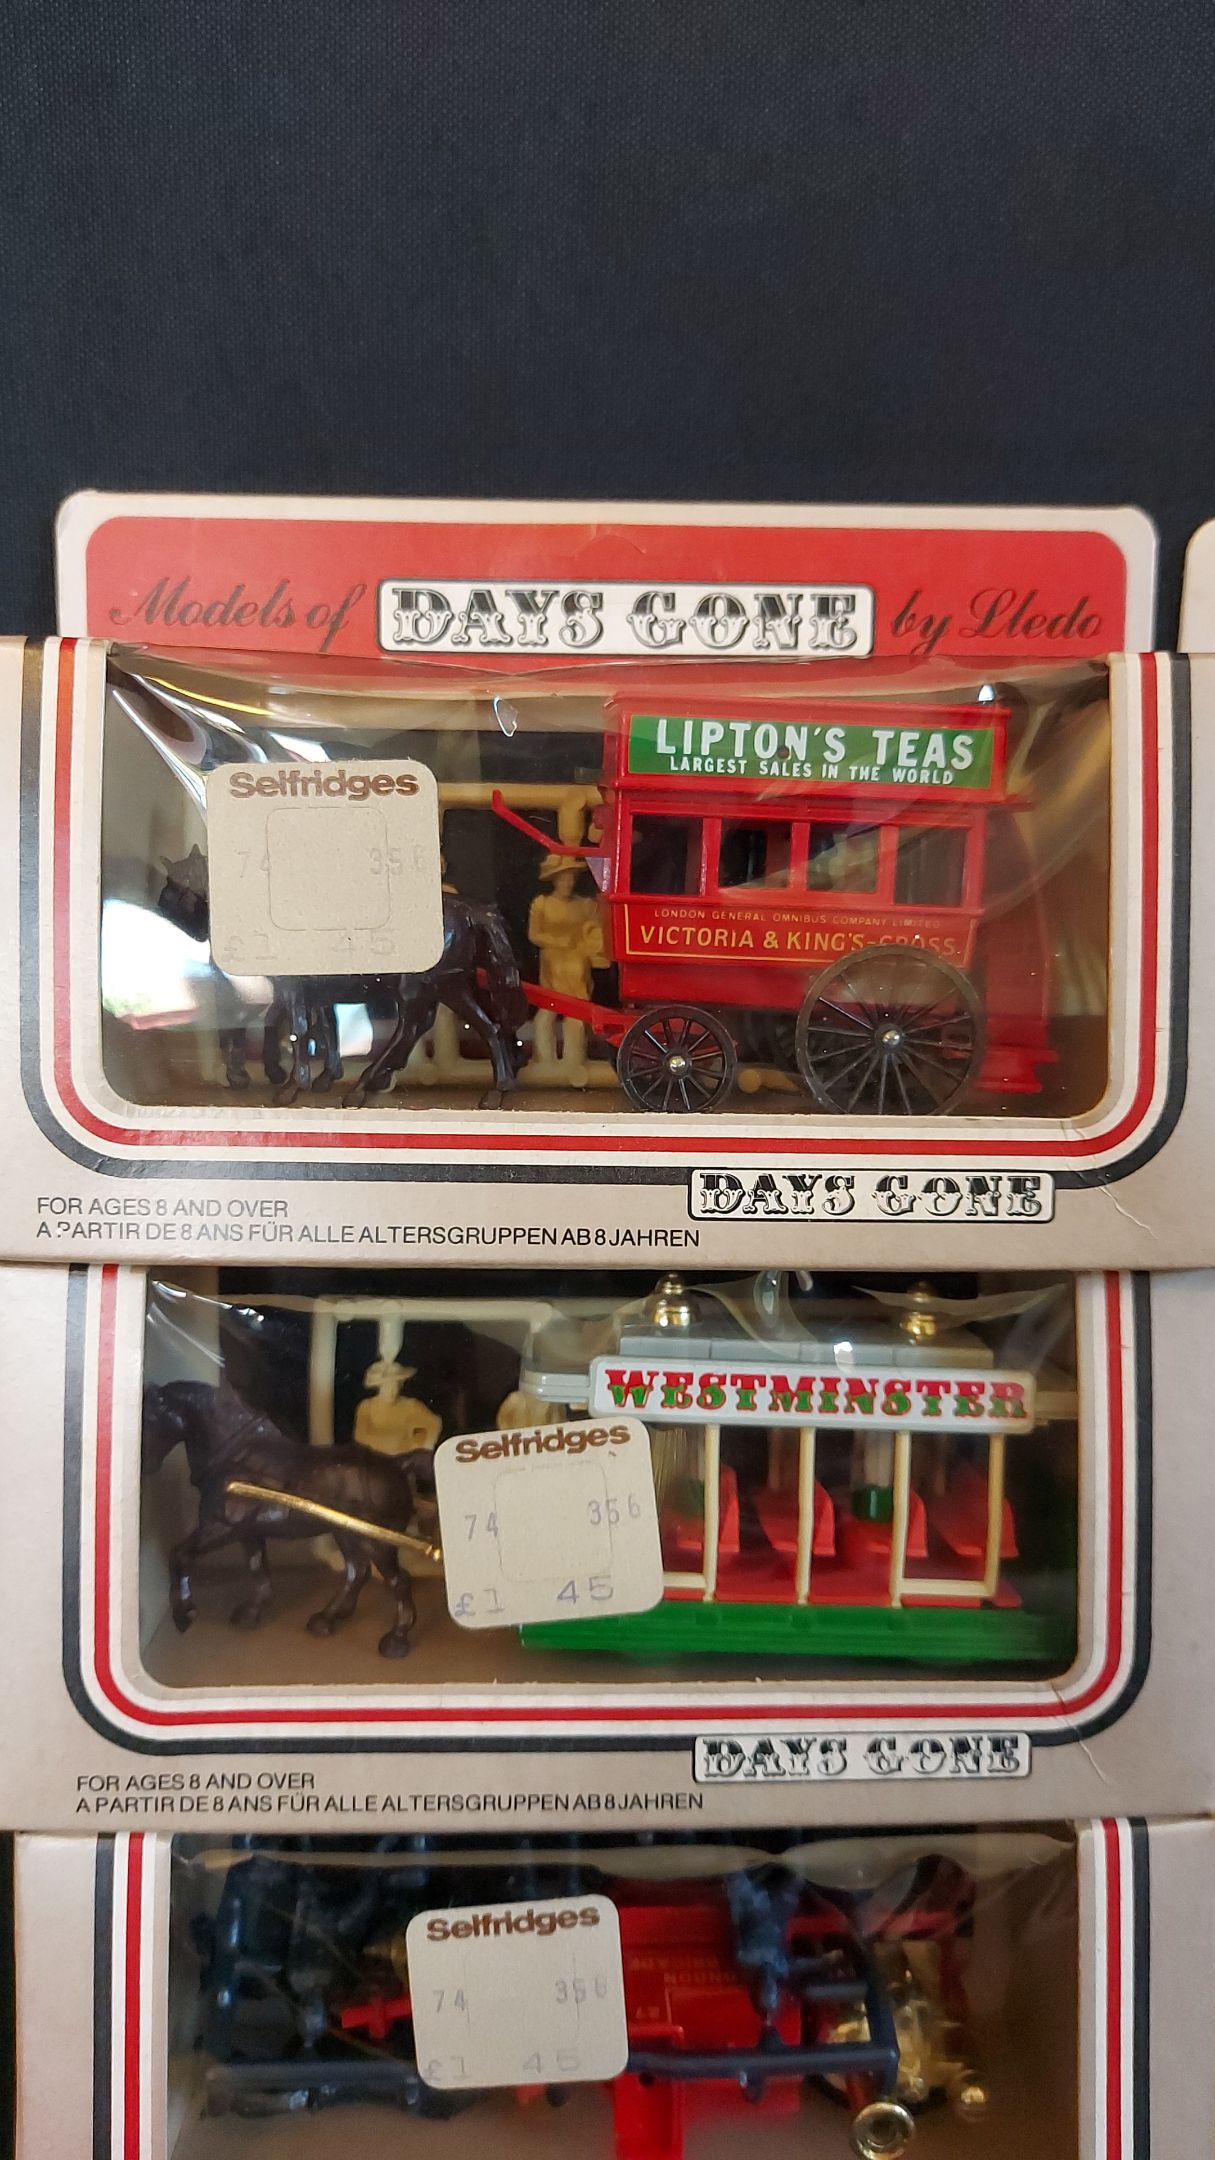 Models of DAYS GONE by Lledo
LIPTON'S TEAS
LARGEST SALES IN THE WORLD
Selfridges
74 356
£1 45
LONDON GENERAL OMNIBUS COMPANY LIMITED
VICTORIA & KING'S-CROSS.
DAYS GONE
FOR AGES 8 AND OVER
A PARTIR DE 8 ANS FÜR ALLE ALTERSGRUPPEN AB 8 JAHREN
WESTMINSTER
Selfridges
74 356
£1 45
DAYS GONE
FOR AGES 8 AND OVER
A PARTIR DE 8 ANS FÜR ALLE ALTERSGRUPPEN AB 8 JAHREN
Selfridges
74 356
£1 45
LONDON